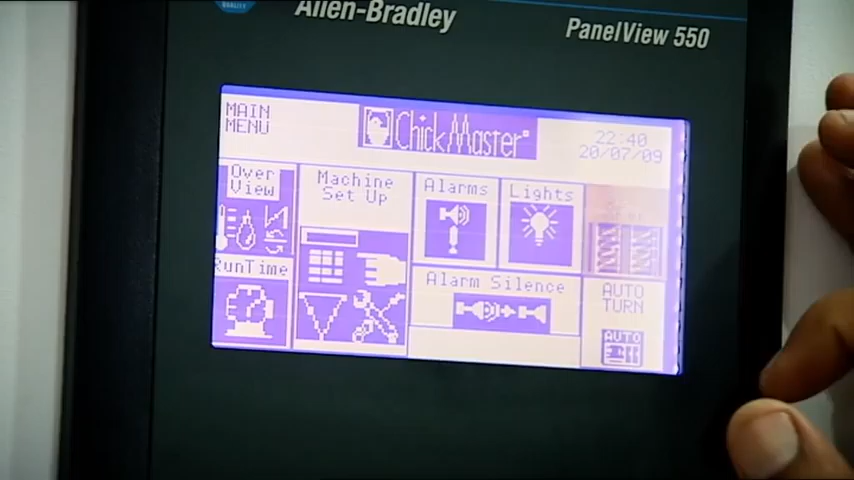 QUALITY
Allen-Bradley
PanelView 550
MAIN
MENU
ChickMaster
22:40
20/07/09
Over
View
Machine
Set Up
Alarms
Lights
RunTime
Alarm Silence
AUTO
TURN
AUTO